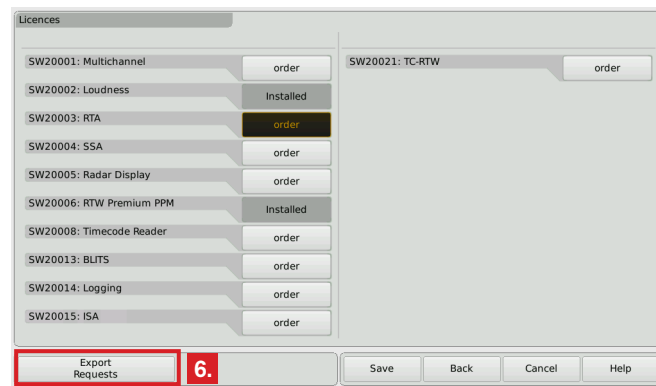 Licences
SW20001: Multichannel
order
SW20002: Loudness
Installed
SW20003: RTA
order
SW20004: SSA
order
SW20005: Radar Display
order
SW20006: RTW Premium PPM
Installed
SW20008: Timecode Reader
order
SW20013: BLITS
order
SW20014: Logging
order
SW20015: ISA
order
SW20021: TC-RTW
order
Export
Requests
6.
Save
Back
Cancel
Help